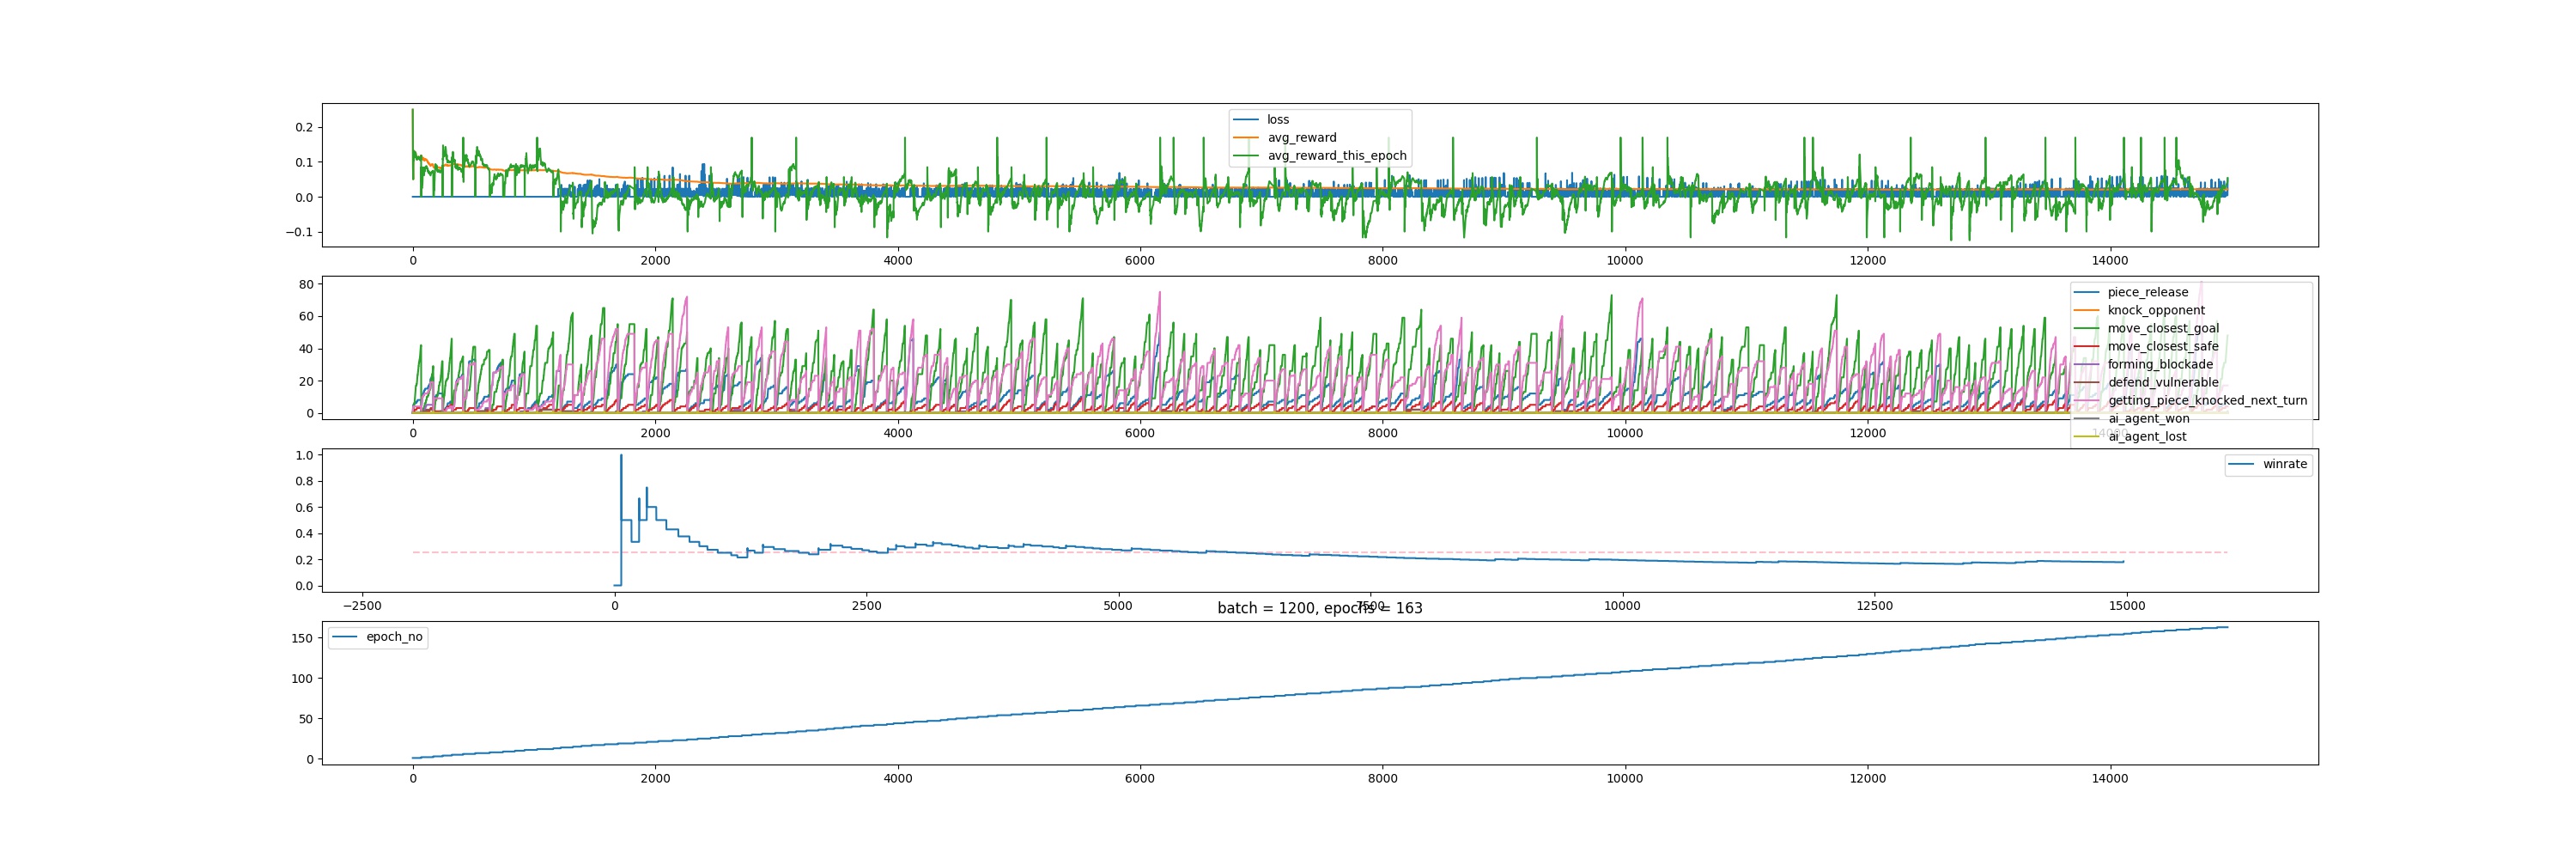 0.2
0.1
0.0
−0.1
loss
avg_reward
avg_reward_this_epoch
0 2000 4000 6000 8000 10000 12000 14000
80
60
40
20
0
piece_release
knock_opponent
move_closest_goal
move_closest_safe
forming_blockade
defend_vulnerable
getting_piece_knocked_next_turn
ai_agent_won
ai_agent_lost
0 2000 4000 6000 8000 10000 12000 14000
1.0
0.8
0.6
0.4
0.2
0.0
winrate
−2500 0 2500 5000 7500 10000 12500 15000
batch = 1200, epochs = 163
150
100
50
0
epoch_no
0 2000 4000 6000 8000 10000 12000 14000